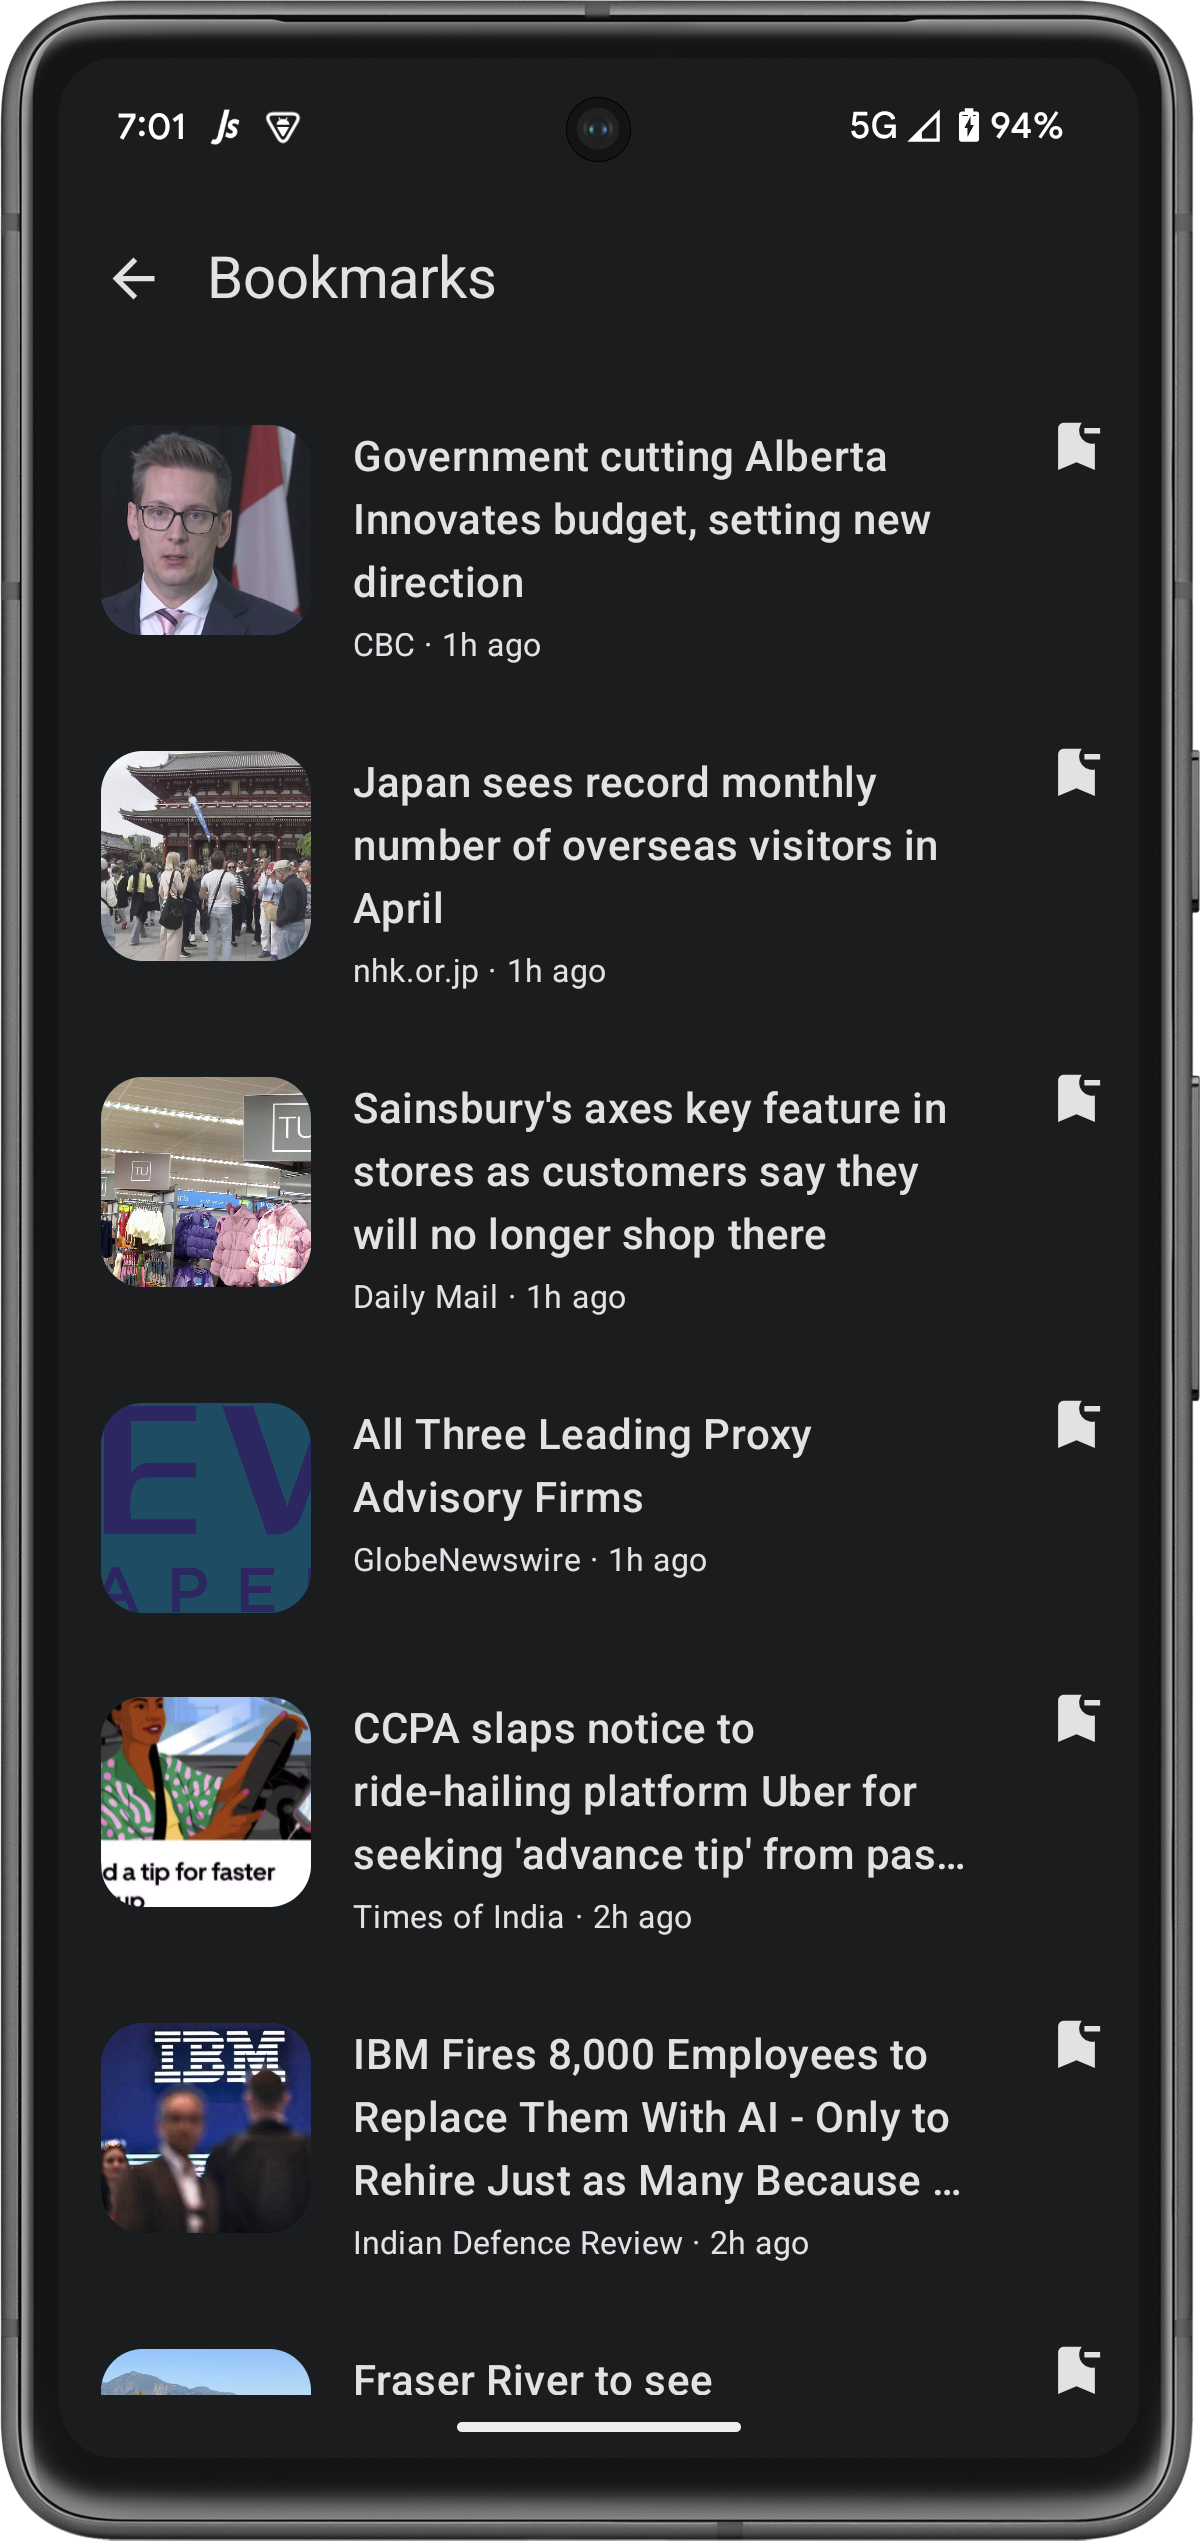 7:01 Js 5G 94%
Bookmarks
Government cutting Alberta
Innovates budget, setting new
direction
CBC · 1h ago
Japan sees record monthly
number of overseas visitors in
April
nhk.or.jp · 1h ago
TU
TU
Sainsbury's axes key feature in
stores as customers say they
will no longer shop there
Daily Mail · 1h ago
EV
APE
All Three Leading Proxy
Advisory Firms
GlobeNewswire · 1h ago
d a tip for faster
up
CCPA slaps notice to
ride-hailing platform Uber for
seeking 'advance tip' from pas…
Times of India · 2h ago
IBM
IBM Fires 8,000 Employees to
Replace Them With AI - Only to
Rehire Just as Many Because …
Indian Defence Review · 2h ago
Fraser River to see